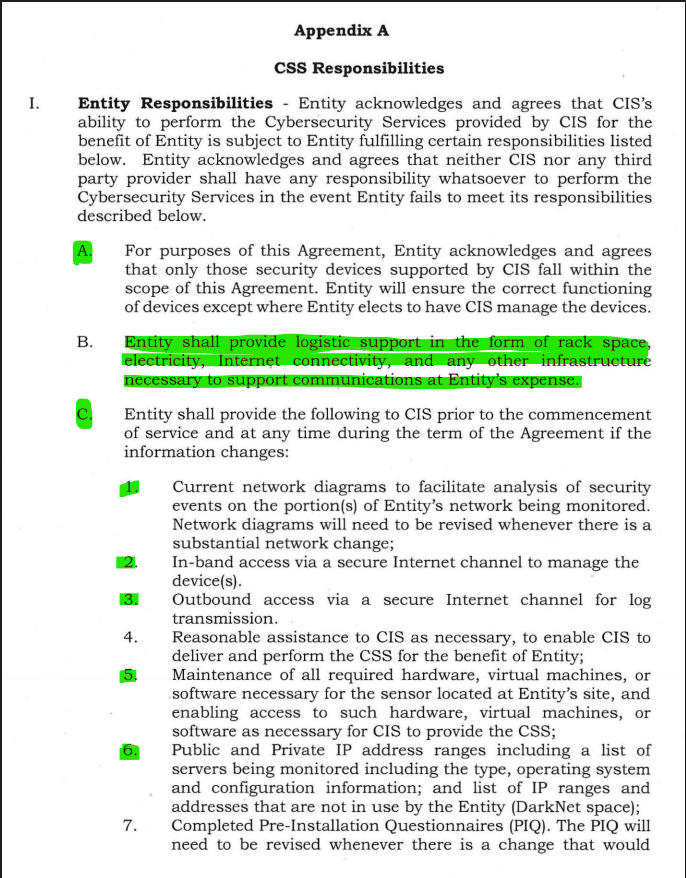 Appendix A
CSS Responsibilities
I. Entity Responsibilities - Entity acknowledges and agrees that CIS's
ability to perform the Cybersecurity Services provided by CIS for the
benefit of Entity is subject to Entity fulfilling certain responsibilities listed
below. Entity acknowledges and agrees that neither CIS nor any third
party provider shall have any responsibility whatsoever to perform the
Cybersecurity Services in the event Entity fails to meet its responsibilities
described below.
A. For purposes of this Agreement, Entity acknowledges and agrees
that only those security devices supported by CIS fall within the
scope of this Agreement. Entity will ensure the correct functioning
of devices except where Entity elects to have CIS manage the devices.
B. Entity shall provide logistic support in the form of rack space,
electricity, Internet connectivity, and any other infrastructure
necessary to support communications at Entity's expense.
C. Entity shall provide the following to CIS prior to the commencement
of service and at any time during the term of the Agreement if the
information changes:
1. Current network diagrams to facilitate analysis of security
events on the portion(s) of Entity's network being monitored.
Network diagrams will need to be revised whenever there is a
substantial network change;
2. In-band access via a secure Internet channel to manage the
device(s).
3. Outbound access via a secure Internet channel for log
transmission.
4. Reasonable assistance to CIS as necessary, to enable CIS to
deliver and perform the CSS for the benefit of Entity;
5. Maintenance of all required hardware, virtual machines, or
software necessary for the sensor located at Entity's site, and
enabling access to such hardware, virtual machines, or
software as necessary for CIS to provide the CSS;
6. Public and Private IP address ranges including a list of
servers being monitored including the type, operating system
and configuration information; and list of IP ranges and
addresses that are not in use by the Entity (DarkNet space);
7. Completed Pre-Installation Questionnaires (PIQ). The PIQ will
need to be revised whenever there is a change that would